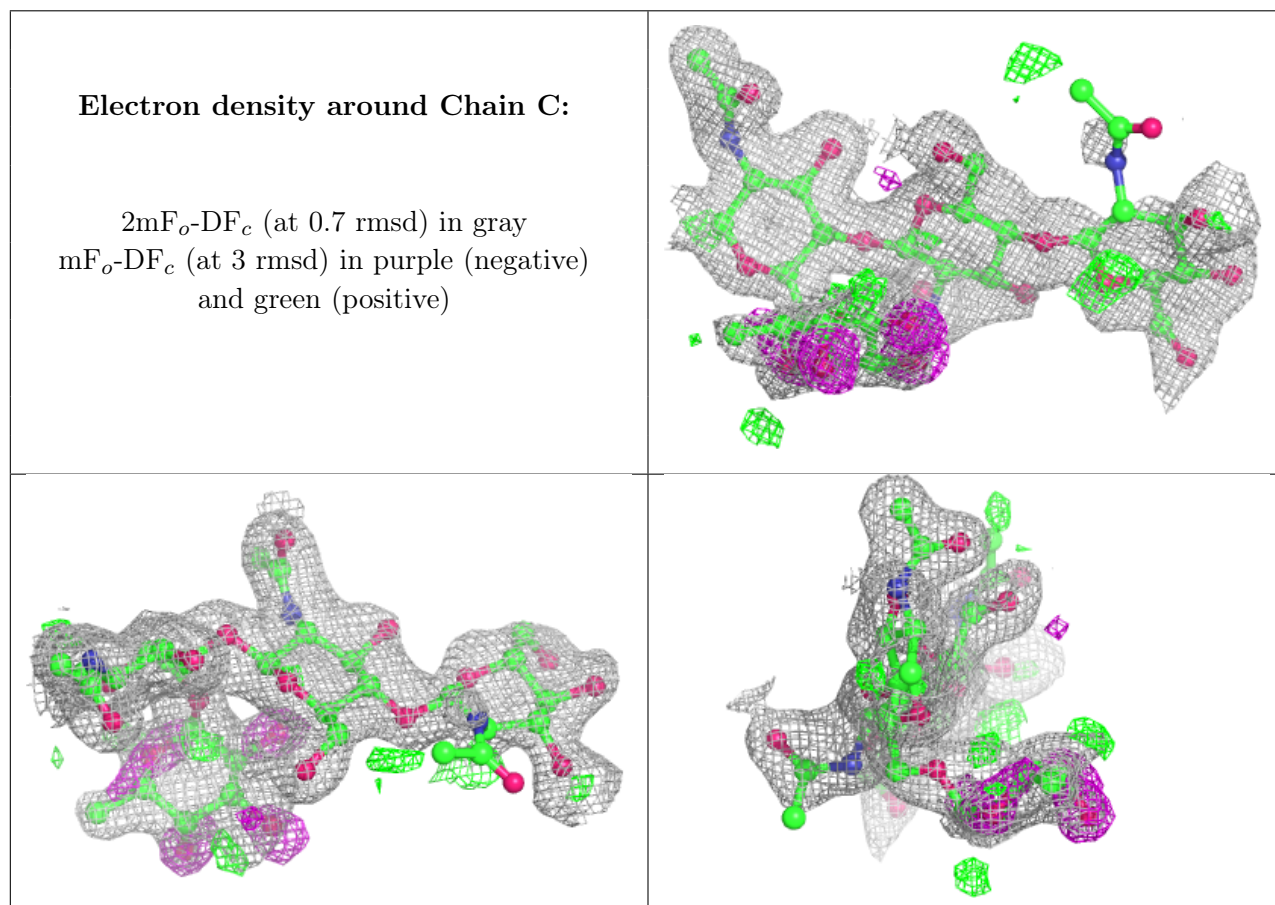 Electron density around Chain C:
2mFₒ-DF𝒸 (at 0.7 rmsd) in gray
mFₒ-DF𝒸 (at 3 rmsd) in purple (negative)
and green (positive)